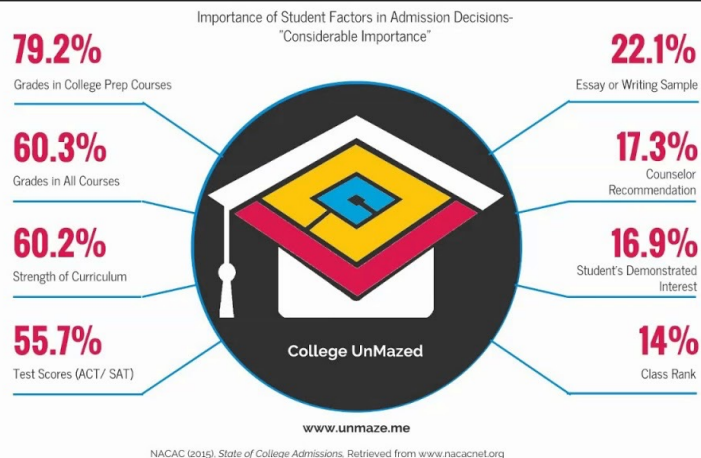 Importance of Student Factors in Admission Decisions-
"Considerable Importance"
79.2%
Grades in College Prep Courses
60.3%
Grades in All Courses
60.2%
Strength of Curriculum
55.7%
Test Scores (ACT/ SAT)
22.1%
Essay or Writing Sample
17.3%
Counselor
Recommendation
16.9%
Student's Demonstrated
Interest
14%
Class Rank
College UnMazed
www.unmaze.me
NACAC (2015). State of College Admissions. Retrieved from www.nacacnet.org